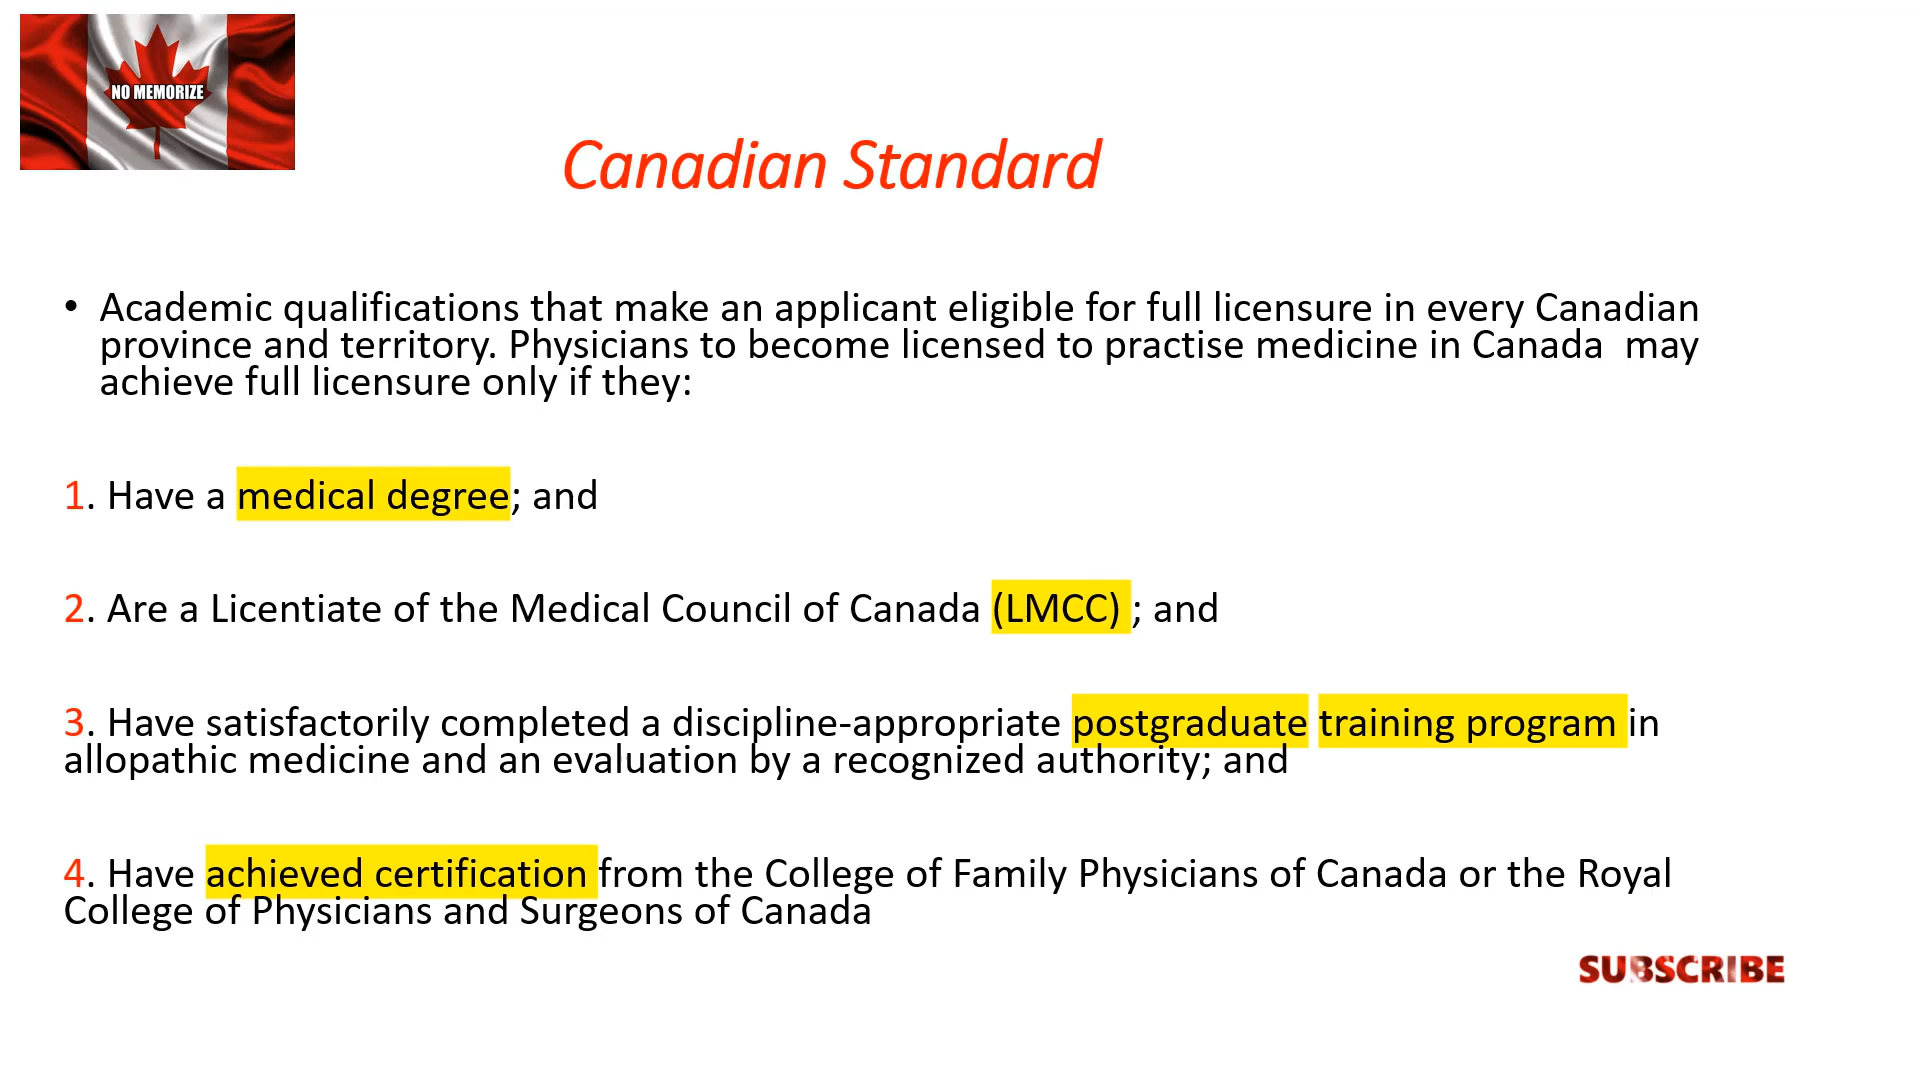 NO MEMORIZE
Canadian Standard
• Academic qualifications that make an applicant eligible for full licensure in every Canadian
province and territory. Physicians to become licensed to practise medicine in Canada  may
achieve full licensure only if they:
1. Have a medical degree; and
2. Are a Licentiate of the Medical Council of Canada (LMCC) ; and
3. Have satisfactorily completed a discipline-appropriate postgraduate training program in
allopathic medicine and an evaluation by a recognized authority; and
4. Have achieved certification from the College of Family Physicians of Canada or the Royal
College of Physicians and Surgeons of Canada
SUBSCRIBE